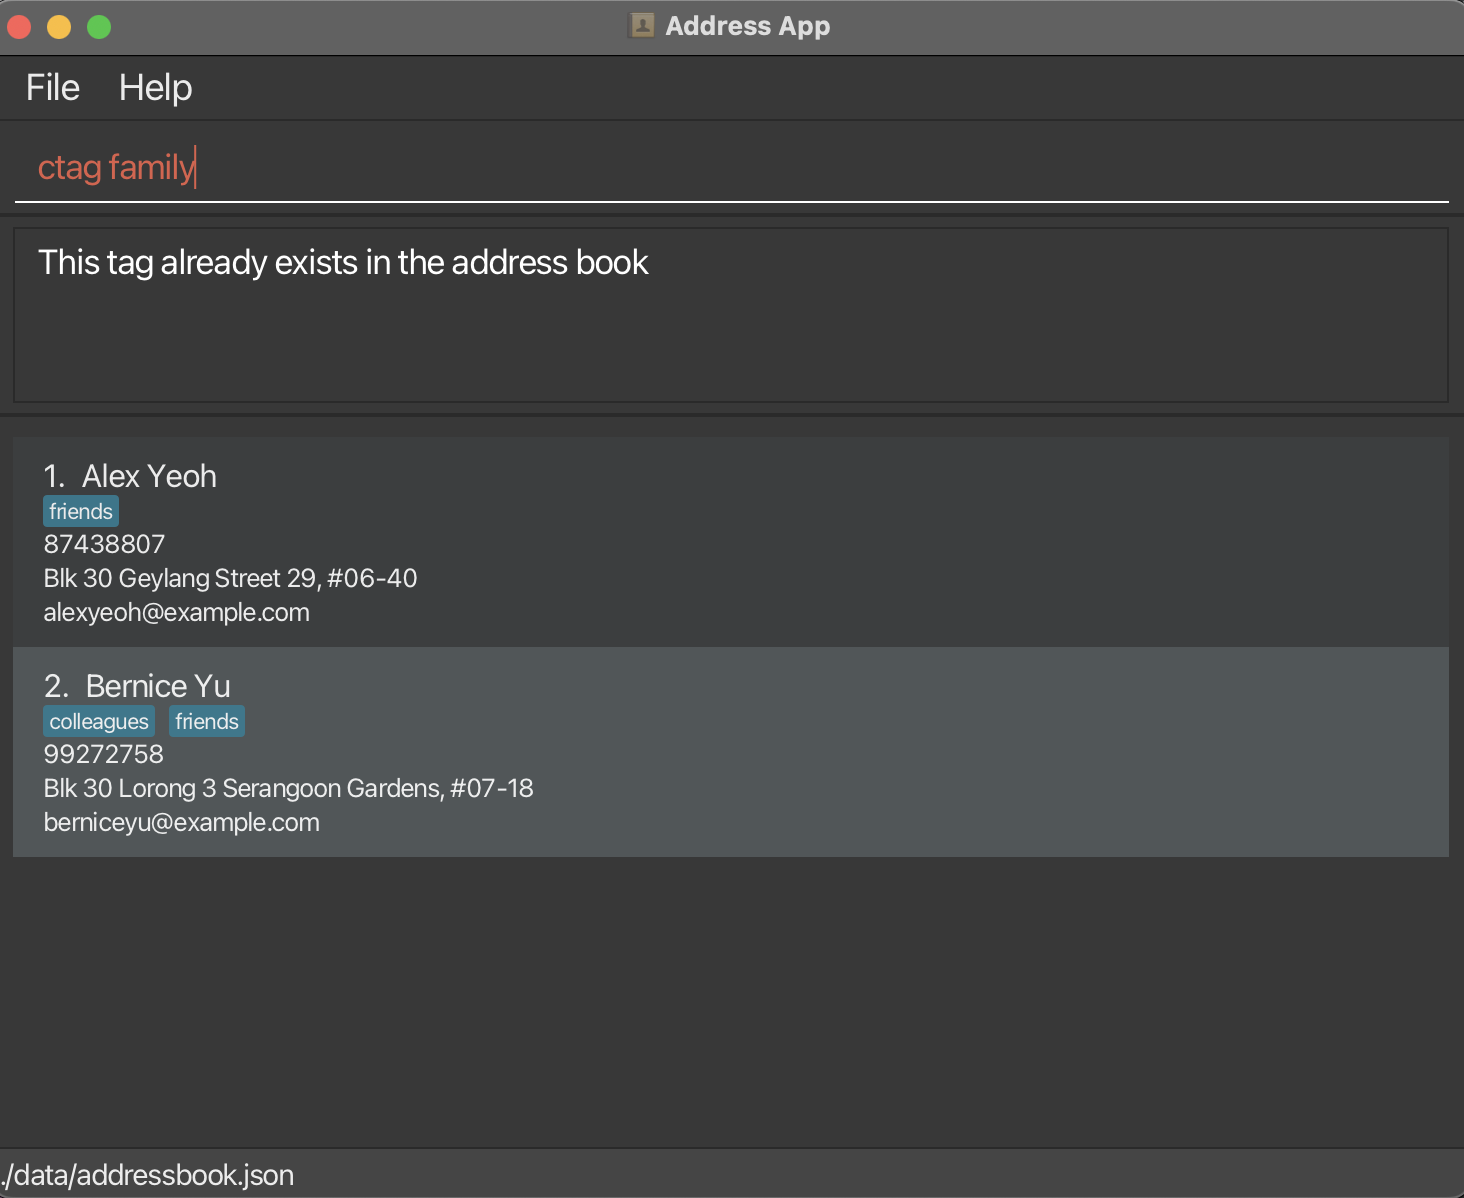 Address App
File Help
ctag family
This tag already exists in the address book
1. Alex Yeoh
friends
87438807
Blk 30 Geylang Street 29, #06-40
alexyeoh@example.com
2. Bernice Yu
colleagues friends
99272758
Blk 30 Lorong 3 Serangoon Gardens, #07-18
berniceyu@example.com
./data/addressbook.json